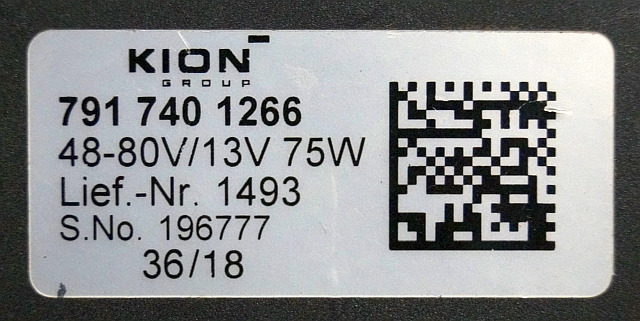 KION
GROUP
791 740 1266
48-80V/13V 75W
Lief.-Nr. 1493
S.No. 196777
36/18